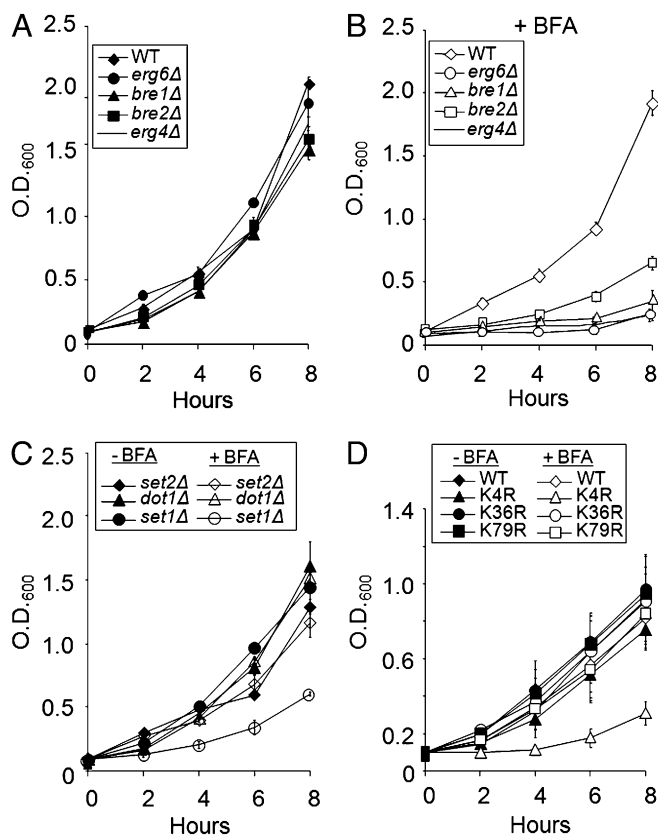 A
WT
erg6Δ
bre1Δ
bre2Δ
erg4Δ
O.D.600
2.5
2.0
1.5
1.0
0.5
0
0 2 4 6 8
Hours
B
+ BFA
WT
erg6Δ
bre1Δ
bre2Δ
erg4Δ
O.D.600
2.5
2.0
1.5
1.0
0.5
0
0 2 4 6 8
Hours
C
-BFA + BFA
set2Δ set2Δ
dot1Δ dot1Δ
set1Δ set1Δ
O.D.600
2.5
2.0
1.5
1.0
0.5
0
0 2 4 6 8
Hours
D
-BFA + BFA
WT WT
K4R K4R
K36R K36R
K79R K79R
O.D.600
1.4
1.0
0.6
0.2
0
0 2 4 6 8
Hours